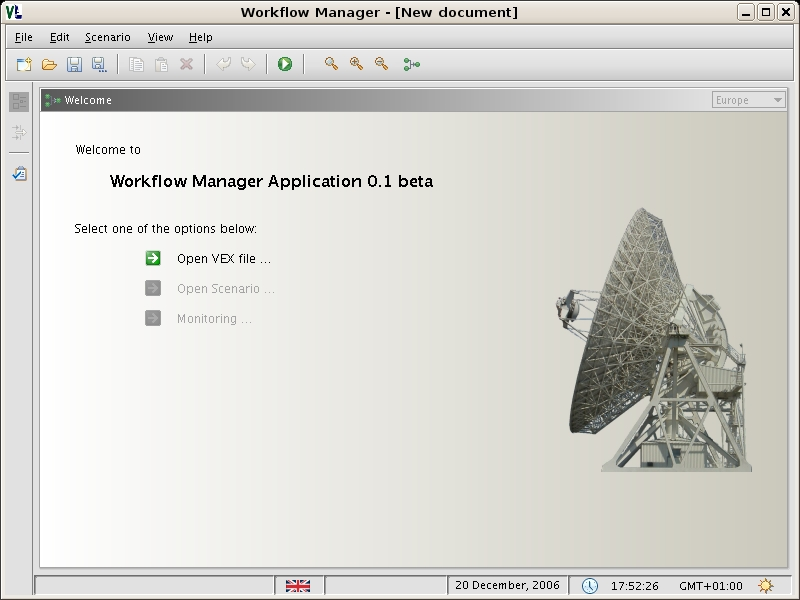 VL
Workflow Manager - [New document]
File Edit Scenario View Help
Welcome
Europe
Welcome to
Workflow Manager Application 0.1 beta
Select one of the options below:
Open VEX file ...
Open Scenario ...
Monitoring ...
20 December, 2006
17:52:26
GMT+01:00